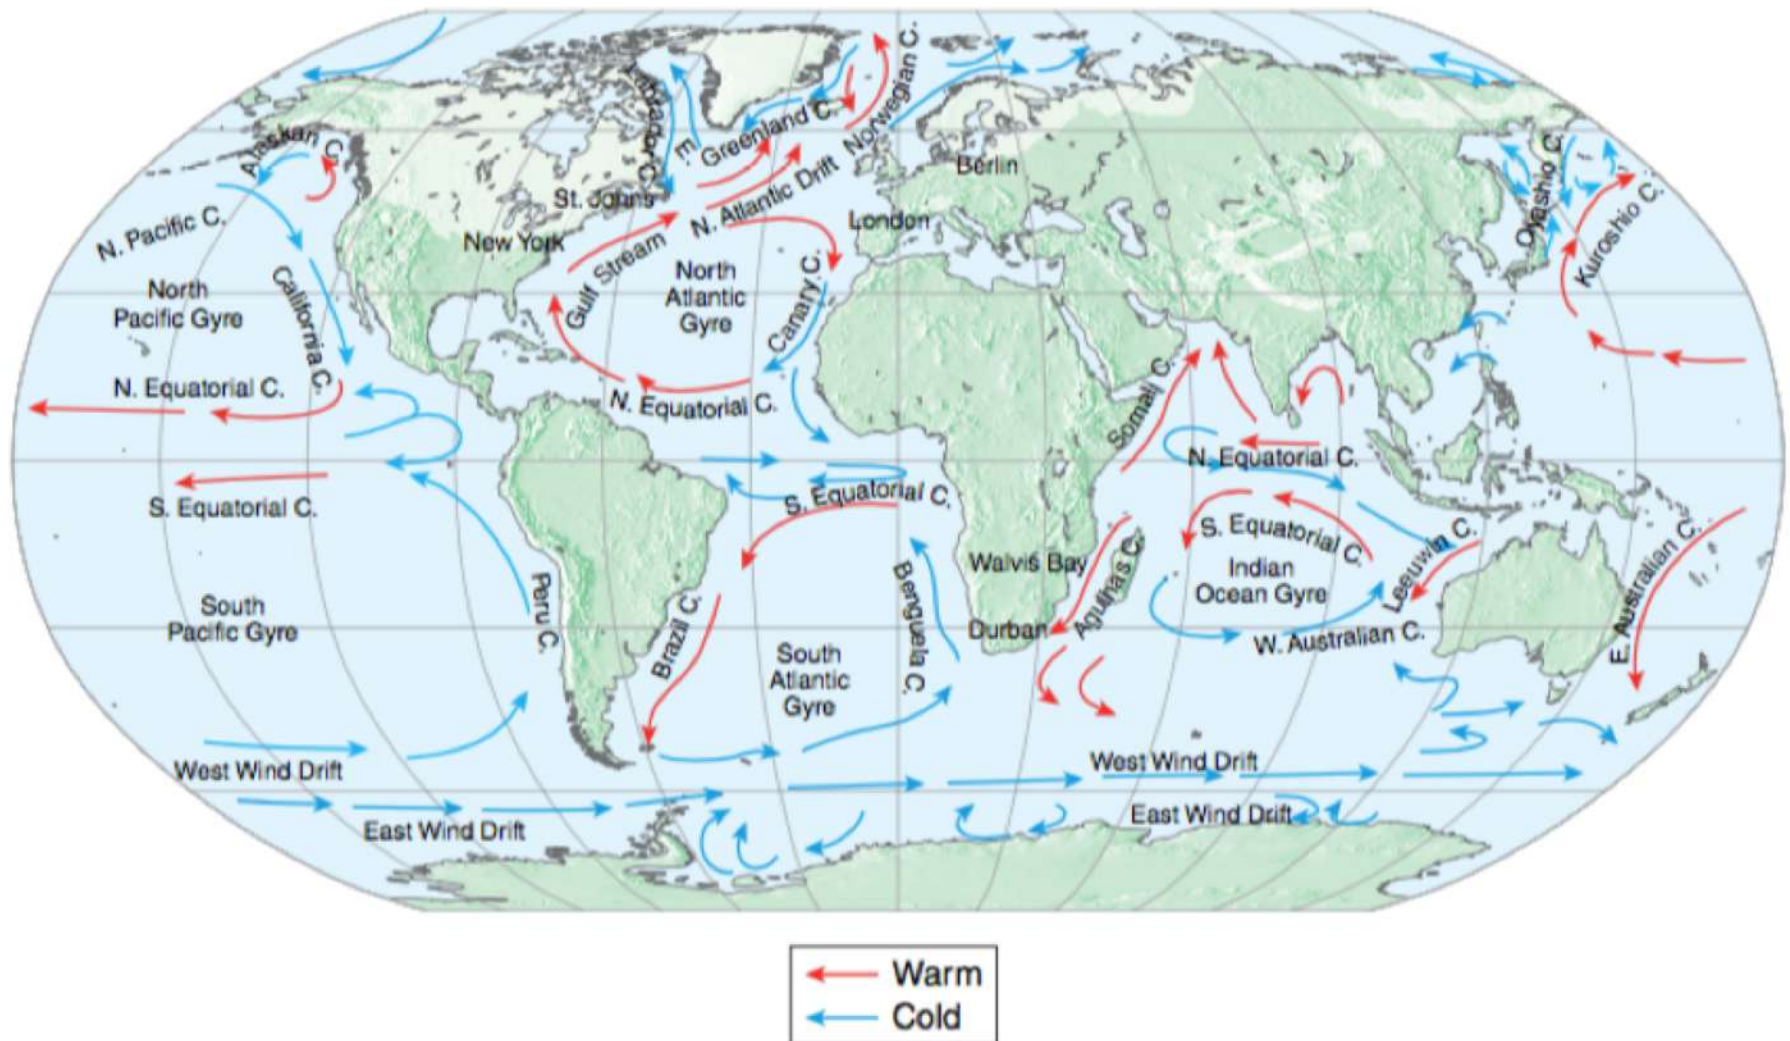 Labrador C.
E. Greenland C.
Norwegian C.
Alaskan C.
St. Johns
N. Atlantic Drift
Berlin
London
Oyashio C.
Kuroshio C.
N. Pacific C.
New York
Gulf Stream
North
Atlantic
Gyre
Canary C.
North
Pacific Gyre
California C.
N. Equatorial C.
N. Equatorial C.
Somali C.
N. Equatorial C.
S. Equatorial C.
S. Equatorial C.
S. Equatorial C.
Leeuwin C.
E. Australian C.
Walvis Bay
Indian
Ocean Gyre
Agulhas C.
Durban
W. Australian C.
South
Pacific Gyre
Peru C.
Brazil C.
Benguela C.
South
Atlantic
Gyre
West Wind Drift
West Wind Drift
East Wind Drift
East Wind Drift
Warm
Cold